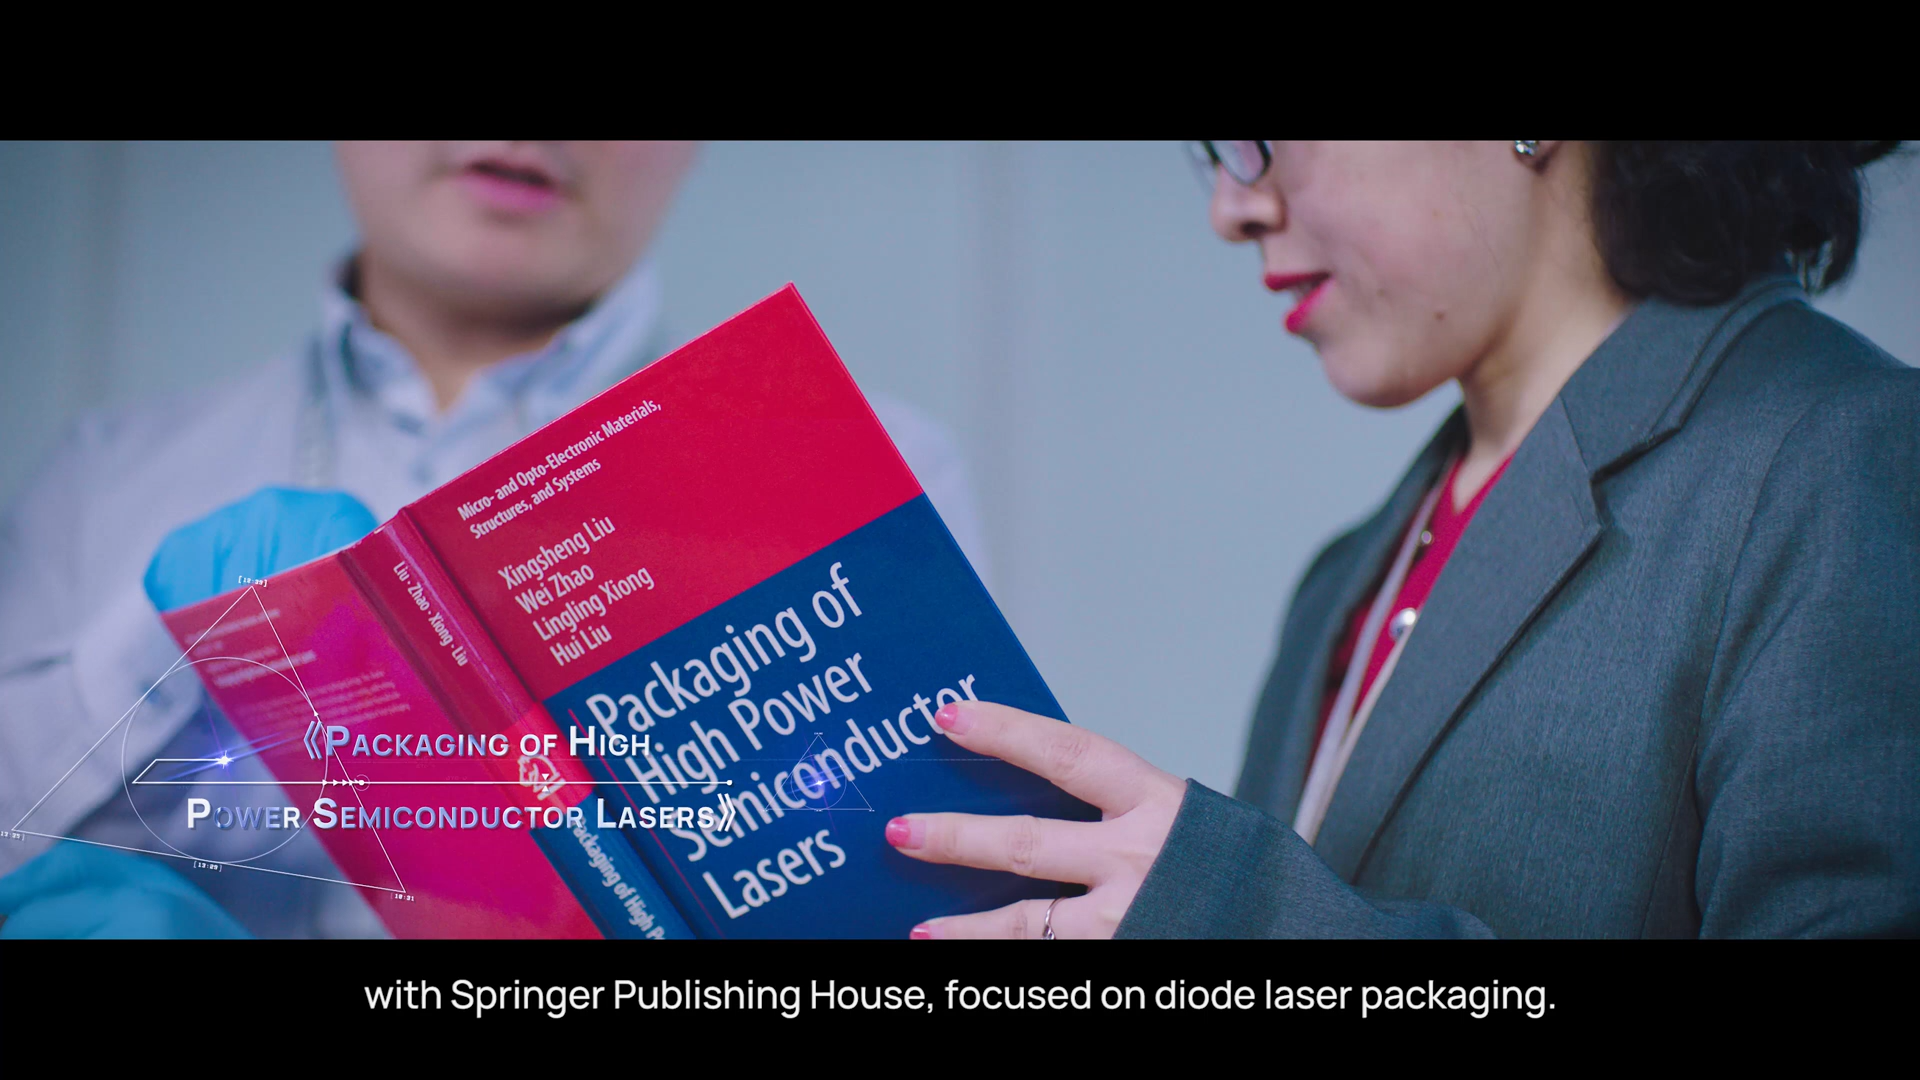 Micro- and Opto-Electronic Materials,
Structures, and Systems
Xingsheng Liu
Wei Zhao
Lingling Xiong
Hui Liu
Packaging of
High Power
Semiconductor
Lasers
Liu · Zhao · Xiong · Liu
Packaging of High
《PACKAGING OF HIGH
POWER SEMICONDUCTOR LASERS》
with Springer Publishing House, focused on diode laser packaging.